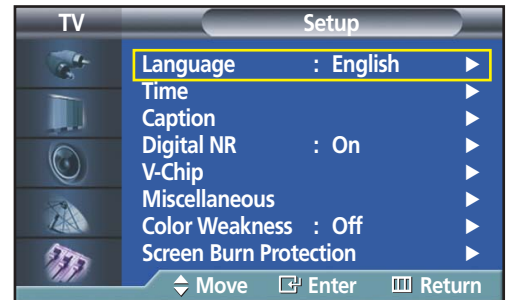 TV Setup
Language : English
Time
Caption
Digital NR : On
V-Chip
Miscellaneous
Color Weakness : Off
Screen Burn Protection
Move Enter Return